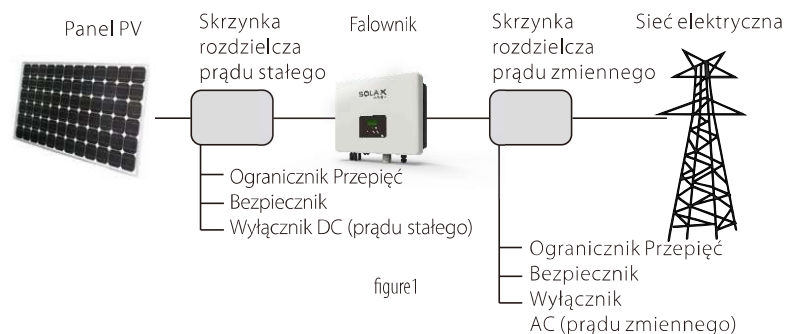 Panel PV
Skrzynka
rozdzielcza
prądu stałego
Falownik
Skrzynka
rozdzielcza
prądu zmiennego
Sieć elektryczna
SOLAX
Ogranicznik Przepięć
Bezpiecznik
Wyłącznik DC (prądu stałego)
Ogranicznik Przepięć
Bezpiecznik
Wyłącznik
AC (prądu zmiennego)
figure1